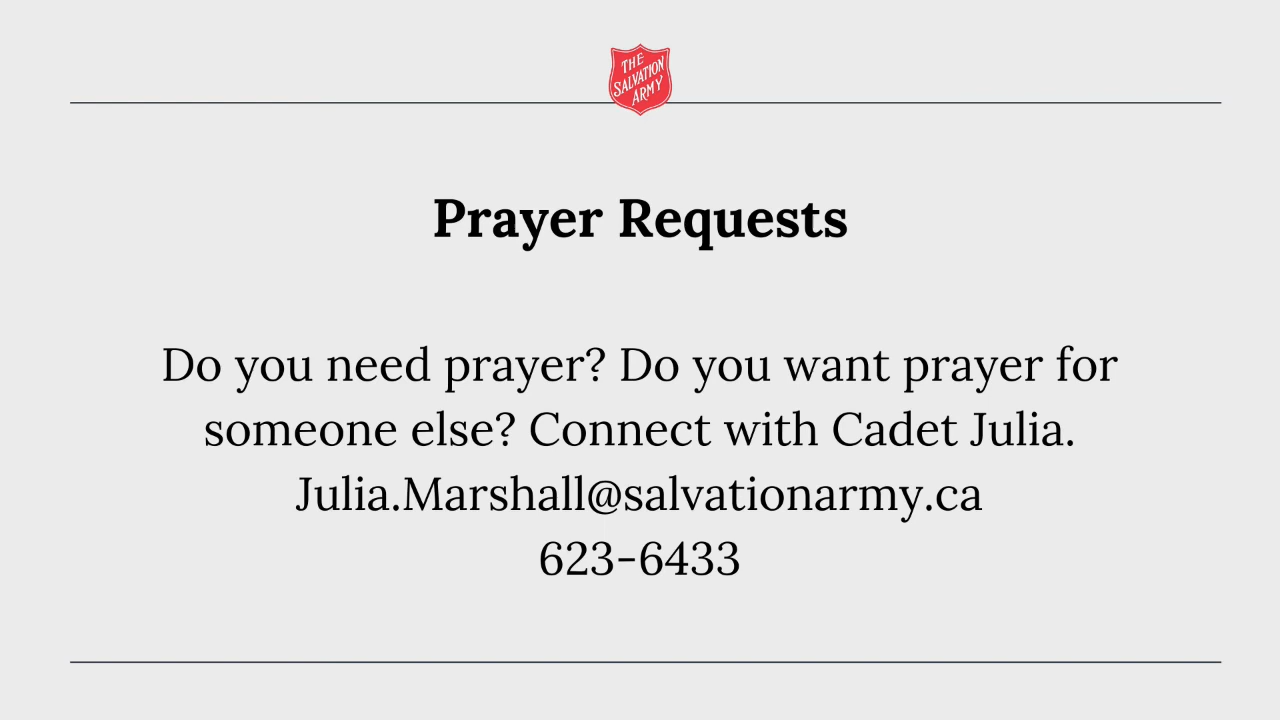 THE
SALVATION
ARMY
Prayer Requests
Do you need prayer? Do you want prayer for
someone else? Connect with Cadet Julia.
Julia.Marshall@salvationarmy.ca
623-6433